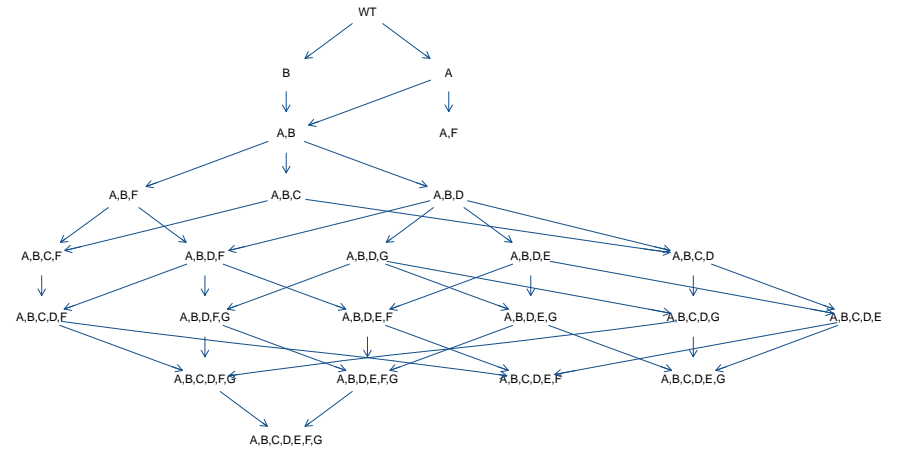 WT
B
A
A,B
A,F
A,B,F
A,B,C
A,B,D
A,B,C,F
A,B,D,F
A,B,D,G
A,B,D,E
A,B,C,D
A,B,C,D,F
A,B,D,F,G
A,B,D,E,F
A,B,D,E,G
A,B,C,D,G
A,B,C,D,E
A,B,C,D,F,G
A,B,D,E,F,G
A,B,C,D,E,F
A,B,C,D,E,G
A,B,C,D,E,F,G